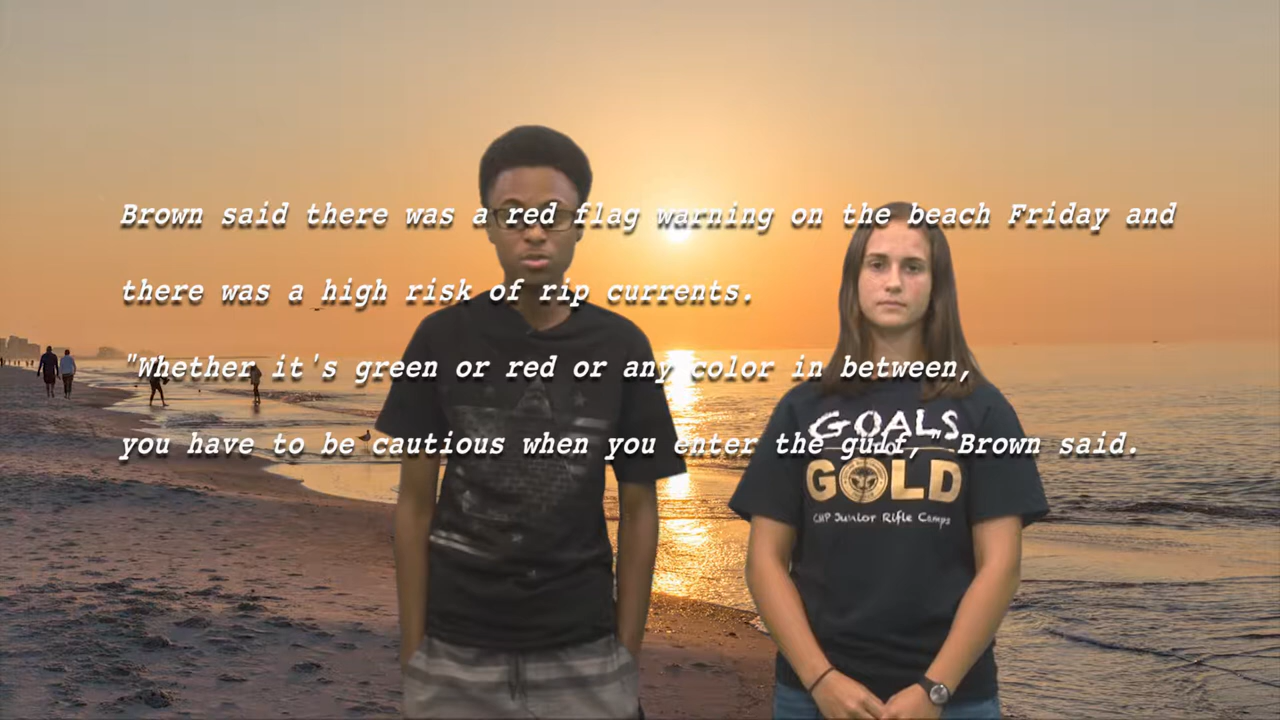 Brown said there was a red flag warning on the beach Friday and
there was a high risk of rip currents.
"Whether it's green or red or any color in between,
you have to be cautious when you enter the gulf," Brown said.
GOALS
GOLD
CMP Junior Rifle Camps